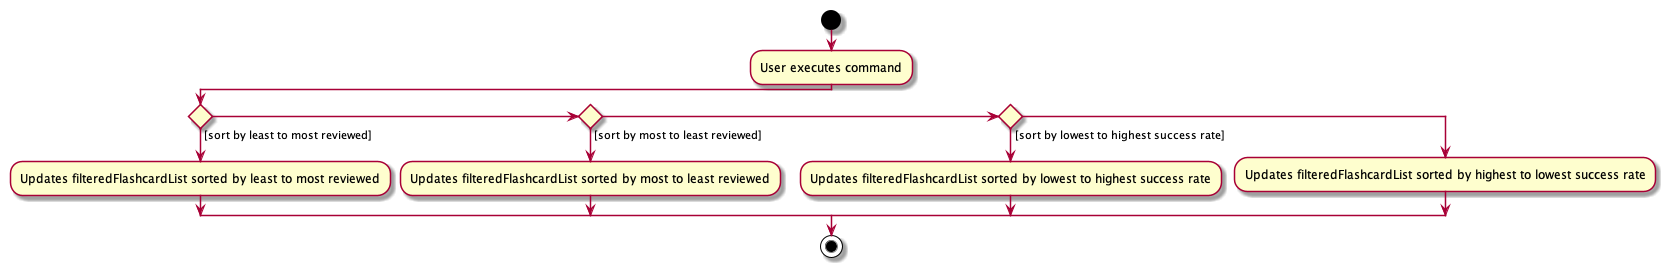 User executes command
[sort by least to most reviewed]
[sort by most to least reviewed]
[sort by lowest to highest success rate]
Updates filteredFlashcardList sorted by least to most reviewed
Updates filteredFlashcardList sorted by most to least reviewed
Updates filteredFlashcardList sorted by lowest to highest success rate
Updates filteredFlashcardList sorted by highest to lowest success rate